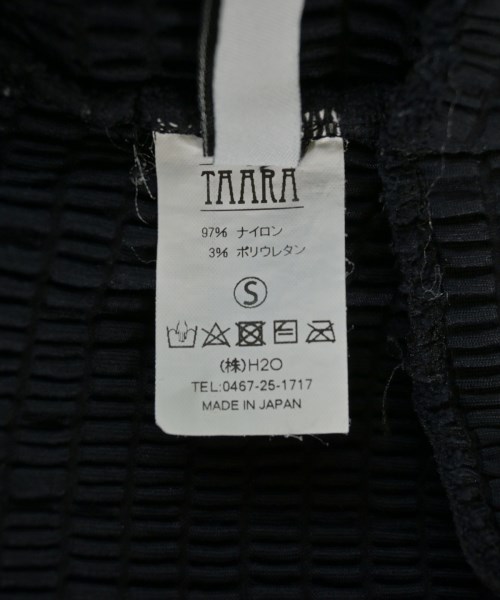 TAARA
97% ナイロン
3% ポリウレタン
S
(株)H2O
TEL:0467-25-1717
MADE IN JAPAN